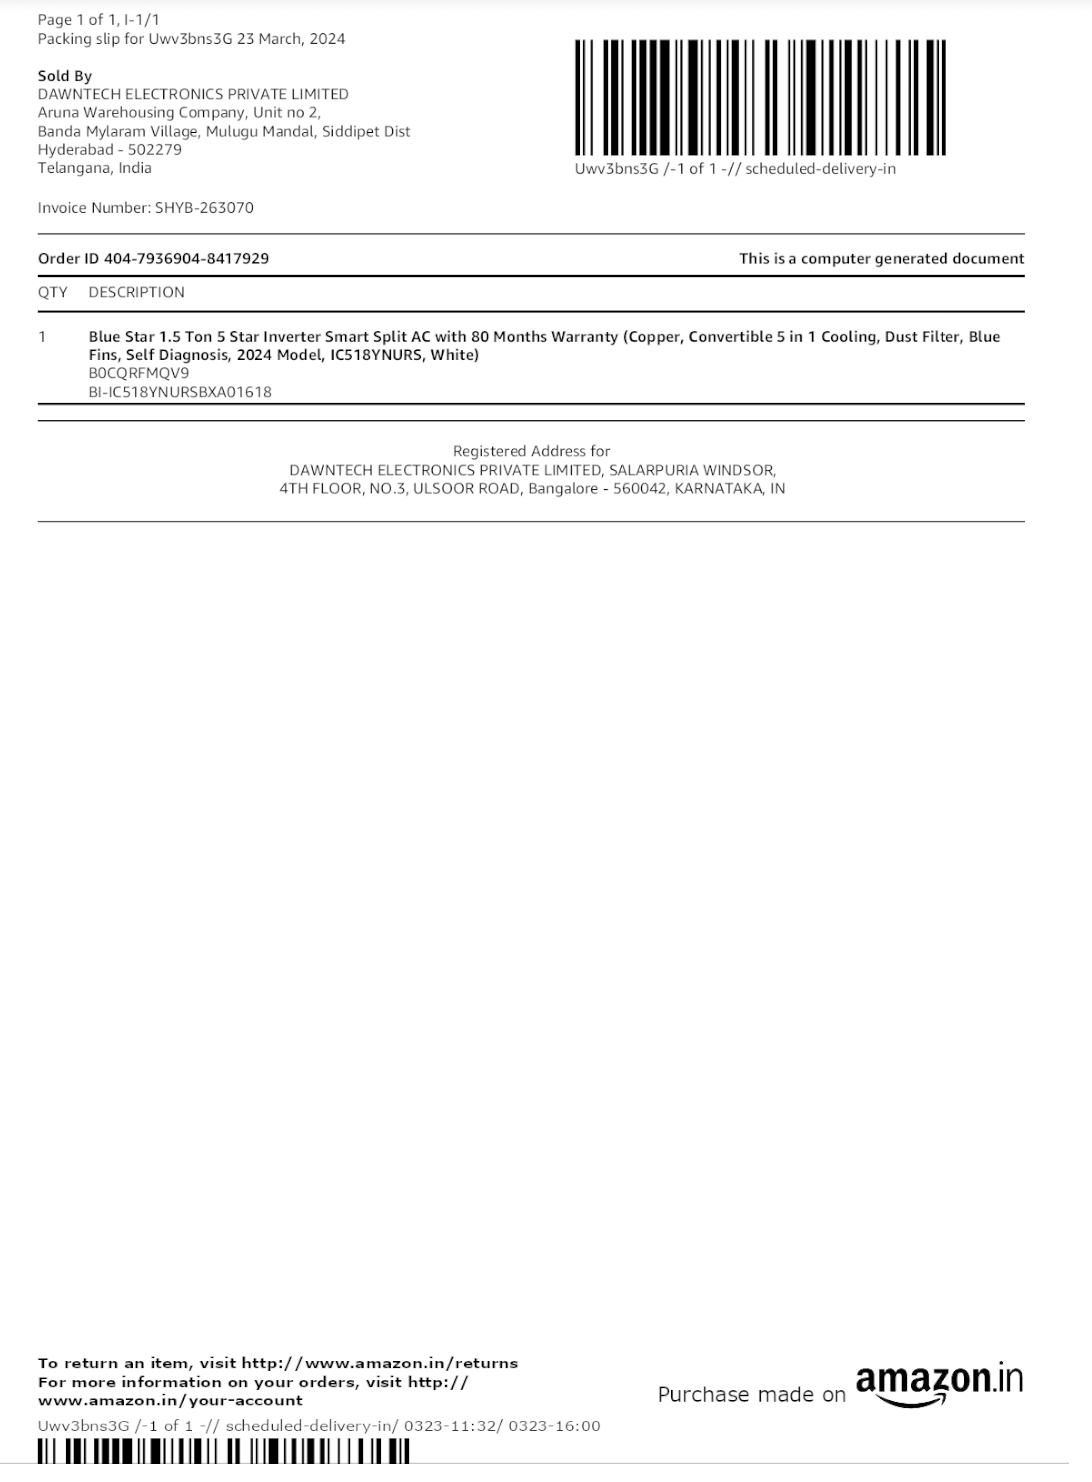 Page 1 of 1, I-1/1
Packing slip for Uwv3bns3G 23 March, 2024
Sold By
DAWNTECH ELECTRONICS PRIVATE LIMITED
Aruna Warehousing Company, Unit no 2,
Banda Mylaram Village, Mulugu Mandal, Siddipet Dist
Hyderabad - 502279
Telangana, India
Uwv3bns3G /-1 of 1 -// scheduled-delivery-in
Invoice Number: SHYB-263070
Order ID 404-7936904-8417929 This is a computer generated document
QTY DESCRIPTION
1 Blue Star 1.5 Ton 5 Star Inverter Smart Split AC with 80 Months Warranty (Copper, Convertible 5 in 1 Cooling, Dust Filter, Blue
Fins, Self Diagnosis, 2024 Model, IC518YNURS, White)
B0CQRFMQV9
BI-IC518YNURSBXA01618
Registered Address for
DAWNTECH ELECTRONICS PRIVATE LIMITED, SALARPURIA WINDSOR,
4TH FLOOR, NO.3, ULSOOR ROAD, Bangalore - 560042, KARNATAKA, IN
To return an item, visit http://www.amazon.in/returns
For more information on your orders, visit http://
www.amazon.in/your-account
Uwv3bns3G /-1 of 1 -// scheduled-delivery-in/ 0323-11:32/ 0323-16:00
Purchase made on amazon.in